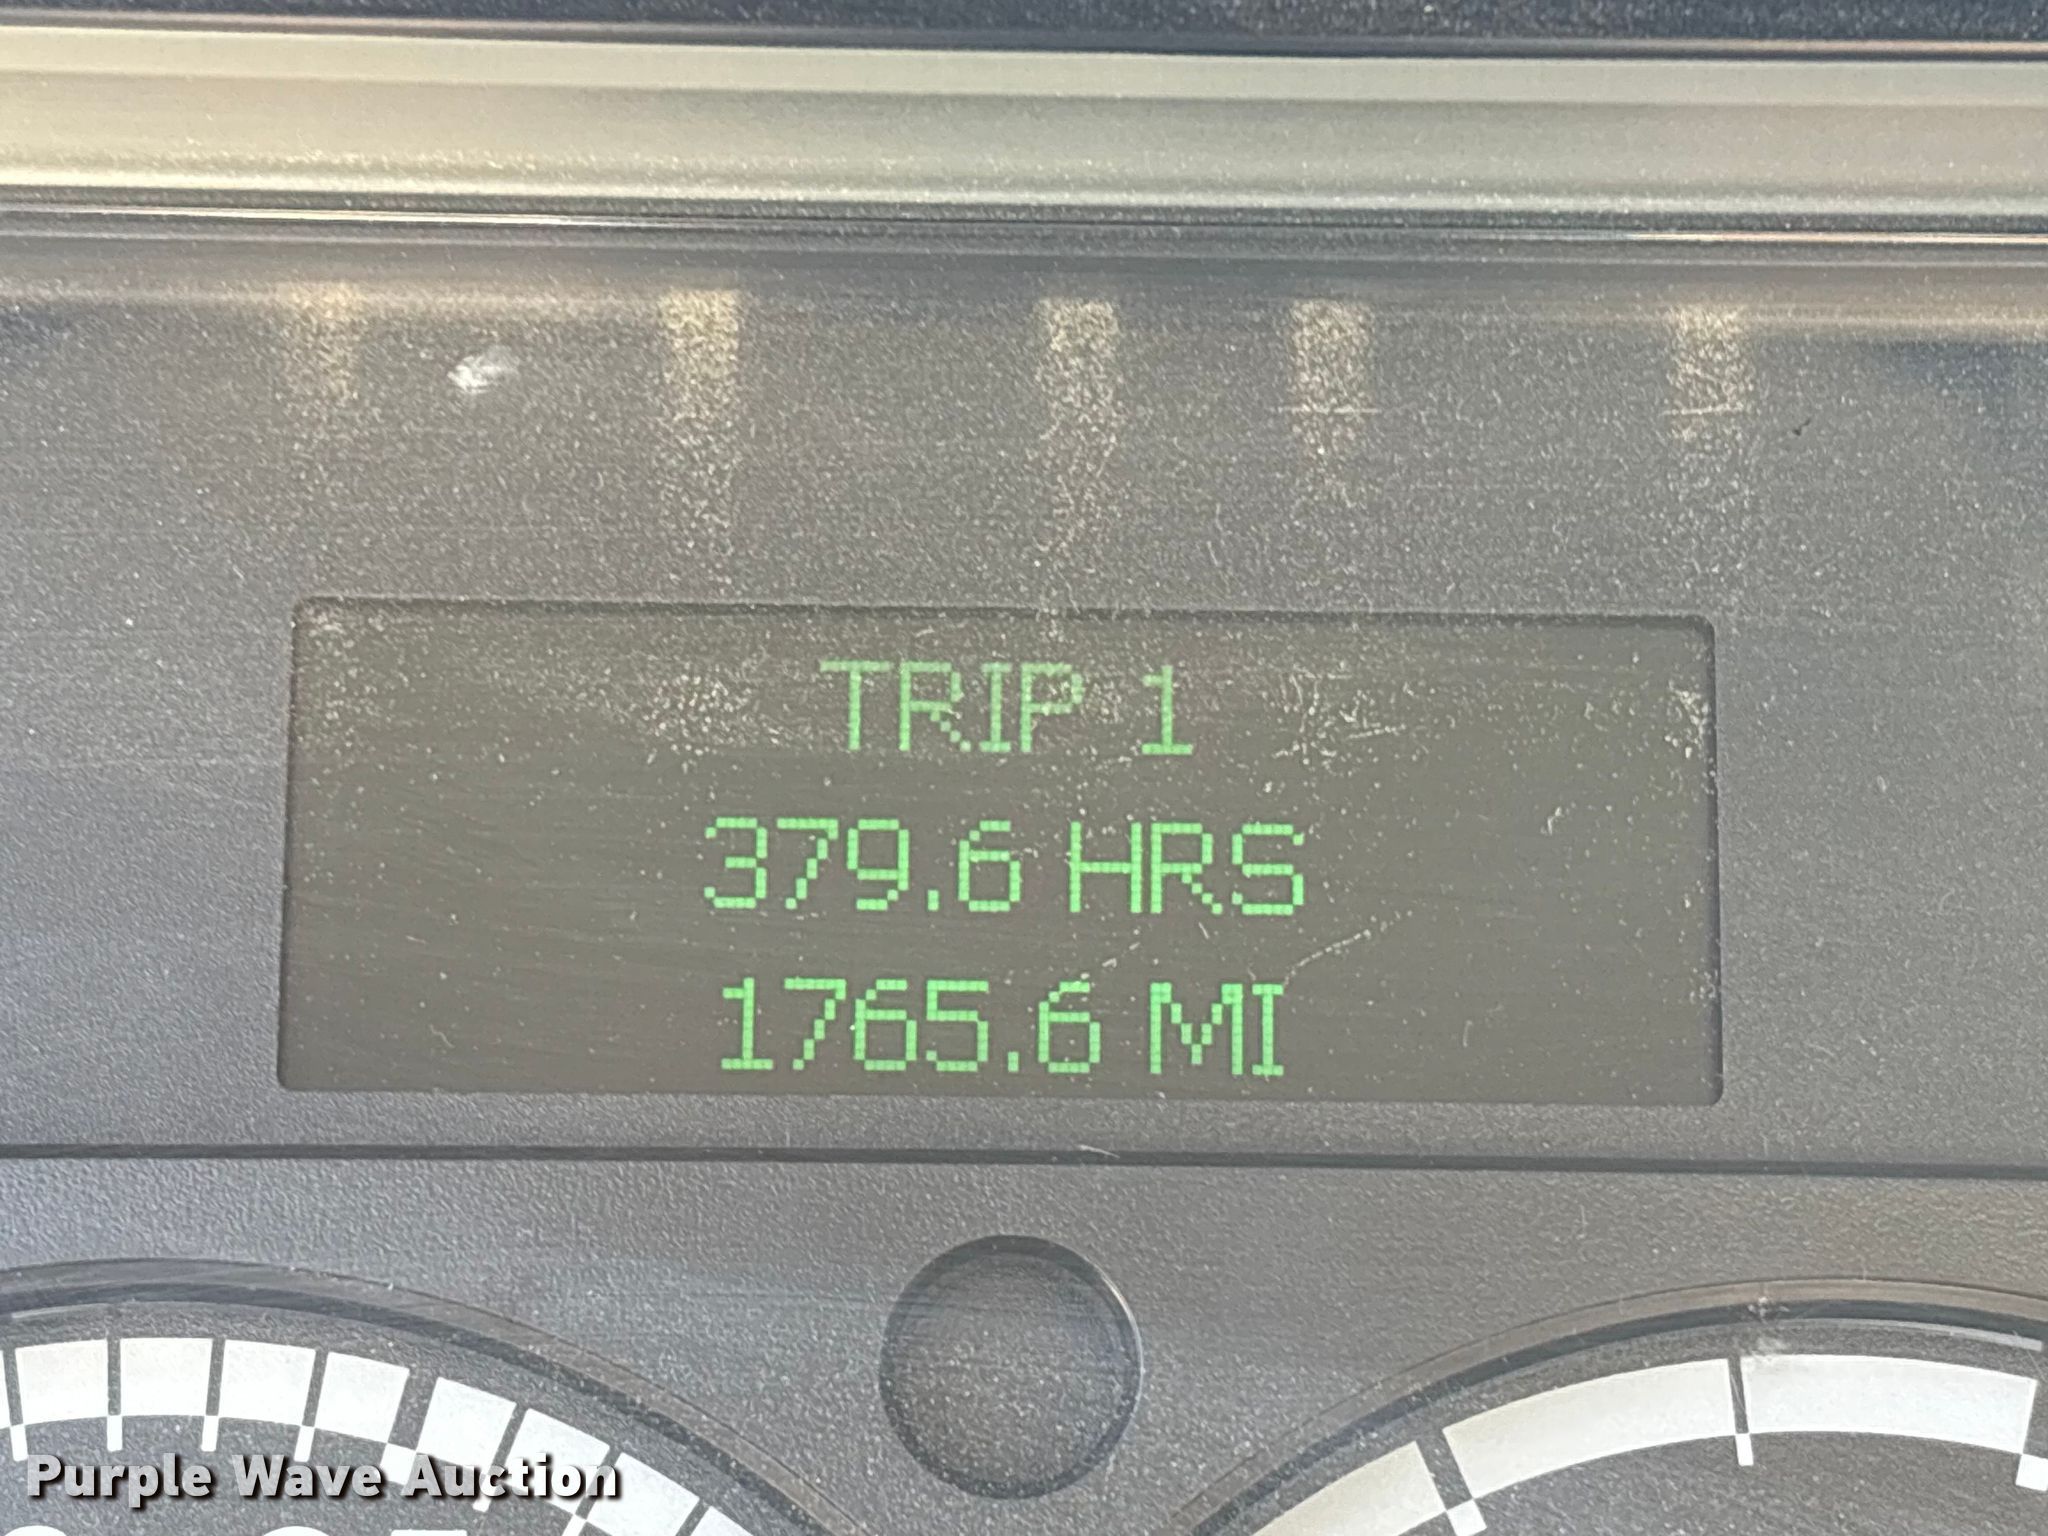 TRIP 1
379.6 HRS
1765.6 MI
Purple Wave Auction